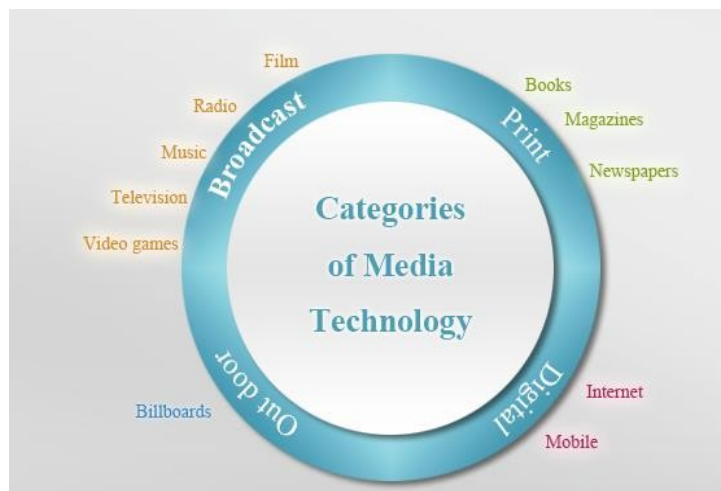 Film
Radio
Music
Television
Video games
Broadcast
Books
Magazines
Newspapers
Print
Categories
of Media
Technology
Out door
Billboards
Digital
Internet
Mobile